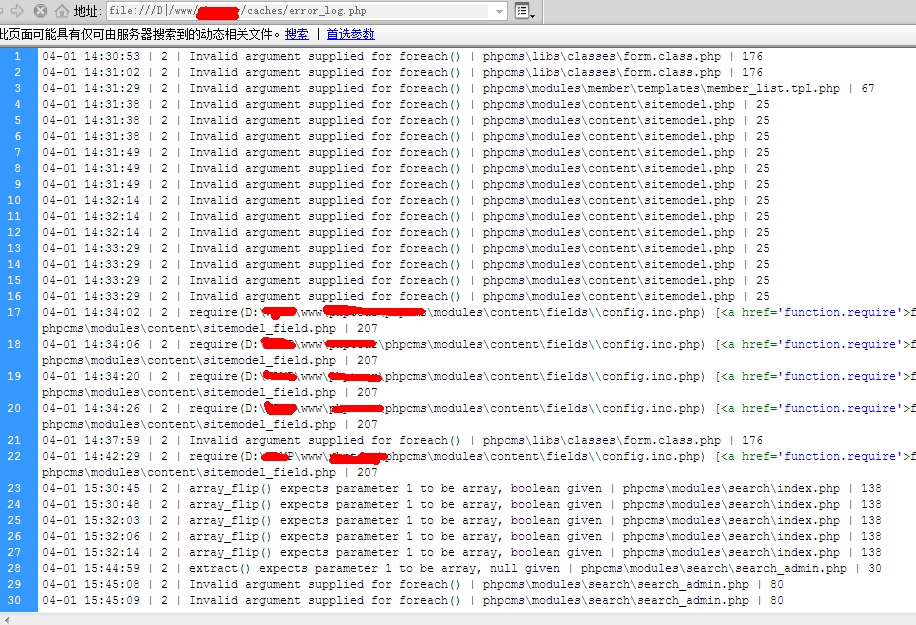 地址: file:///D|/www/ /caches/error_log.php
此页面可能具有仅可由服务器搜索到的动态相关文件。 搜索 | 首选参数
1 04-01 14:30:53 | 2 | Invalid argument supplied for foreach() | phpcms\libs\classes\form.class.php | 176
2 04-01 14:31:02 | 2 | Invalid argument supplied for foreach() | phpcms\libs\classes\form.class.php | 176
3 04-01 14:31:29 | 2 | Invalid argument supplied for foreach() | phpcms\modules\member\templates\member_list.tpl.php | 67
4 04-01 14:31:38 | 2 | Invalid argument supplied for foreach() | phpcms\modules\content\sitemodel.php | 25
5 04-01 14:31:38 | 2 | Invalid argument supplied for foreach() | phpcms\modules\content\sitemodel.php | 25
6 04-01 14:31:38 | 2 | Invalid argument supplied for foreach() | phpcms\modules\content\sitemodel.php | 25
7 04-01 14:31:49 | 2 | Invalid argument supplied for foreach() | phpcms\modules\content\sitemodel.php | 25
8 04-01 14:31:49 | 2 | Invalid argument supplied for foreach() | phpcms\modules\content\sitemodel.php | 25
9 04-01 14:31:49 | 2 | Invalid argument supplied for foreach() | phpcms\modules\content\sitemodel.php | 25
10 04-01 14:32:14 | 2 | Invalid argument supplied for foreach() | phpcms\modules\content\sitemodel.php | 25
11 04-01 14:32:14 | 2 | Invalid argument supplied for foreach() | phpcms\modules\content\sitemodel.php | 25
12 04-01 14:32:14 | 2 | Invalid argument supplied for foreach() | phpcms\modules\content\sitemodel.php | 25
13 04-01 14:33:29 | 2 | Invalid argument supplied for foreach() | phpcms\modules\content\sitemodel.php | 25
14 04-01 14:33:29 | 2 | Invalid argument supplied for foreach() | phpcms\modules\content\sitemodel.php | 25
15 04-01 14:33:29 | 2 | Invalid argument supplied for foreach() | phpcms\modules\content\sitemodel.php | 25
16 04-01 14:33:29 | 2 | Invalid argument supplied for foreach() | phpcms\modules\content\sitemodel.php | 25
17 04-01 14:34:02 | 2 | require(D:\ \www\ \modules\content\fields\\config.inc.php) [<a href='function.require'>f
phpcms\modules\content\sitemodel_field.php | 207
18 04-01 14:34:06 | 2 | require(D:\ \www\ \phpcms\modules\content\fields\\config.inc.php) [<a href='function.require'>f
phpcms\modules\content\sitemodel_field.php | 207
19 04-01 14:34:20 | 2 | require(D:\ \www\ phpcms\modules\content\fields\\config.inc.php) [<a href='function.require'>f
phpcms\modules\content\sitemodel_field.php | 207
20 04-01 14:34:26 | 2 | require(D:\ \www\ phpcms\modules\content\fields\\config.inc.php) [<a href='function.require'>f
phpcms\modules\content\sitemodel_field.php | 207
21 04-01 14:37:59 | 2 | Invalid argument supplied for foreach() | phpcms\libs\classes\form.class.php | 176
22 04-01 14:42:29 | 2 | require(D:\ \www\ phpcms\modules\content\fields\\config.inc.php) [<a href='function.require'>f
phpcms\modules\content\sitemodel_field.php | 207
23 04-01 15:30:45 | 2 | array_flip() expects parameter 1 to be array, boolean given | phpcms\modules\search\index.php | 138
24 04-01 15:30:48 | 2 | array_flip() expects parameter 1 to be array, boolean given | phpcms\modules\search\index.php | 138
25 04-01 15:32:03 | 2 | array_flip() expects parameter 1 to be array, boolean given | phpcms\modules\search\index.php | 138
26 04-01 15:32:06 | 2 | array_flip() expects parameter 1 to be array, boolean given | phpcms\modules\search\index.php | 138
27 04-01 15:32:14 | 2 | array_flip() expects parameter 1 to be array, boolean given | phpcms\modules\search\index.php | 138
28 04-01 15:44:59 | 2 | extract() expects parameter 1 to be array, null given | phpcms\modules\search\search_admin.php | 30
29 04-01 15:45:08 | 2 | Invalid argument supplied for foreach() | phpcms\modules\search\search_admin.php | 80
30 04-01 15:45:09 | 2 | Invalid argument supplied for foreach() | phpcms\modules\search\search_admin.php | 80